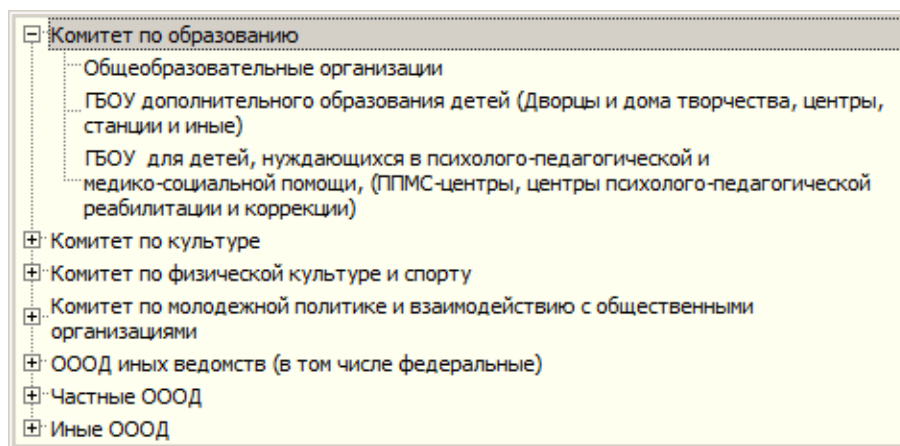 Комитет по образованию
Общеобразовательные организации
ГБОУ дополнительного образования детей (Дворцы и дома творчества, центры,
станции и иные)
ГБОУ  для детей, нуждающихся в психолого-педагогической и
медико-социальной помощи, (ППМС-центры, центры психолого-педагогической
реабилитации и коррекции)
Комитет по культуре
Комитет по физической культуре и спорту
Комитет по молодежной политике и взаимодействию с общественными
организациями
ОООД иных ведомств (в том числе федеральные)
Частные ОООД
Иные ОООД